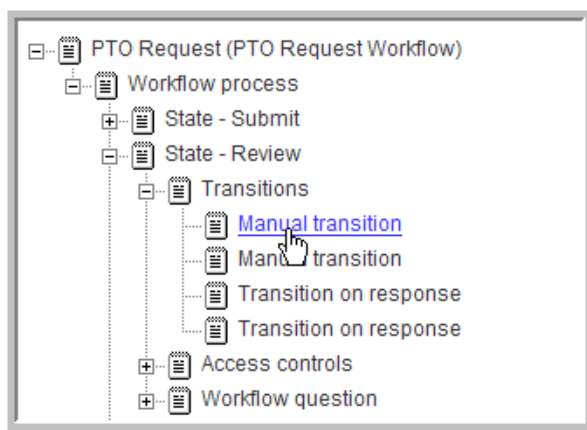 PTO Request (PTO Request Workflow)
Workflow process
State - Submit
State - Review
Transitions
Manual transition
Manual transition
Transition on response
Transition on response
Access controls
Workflow question